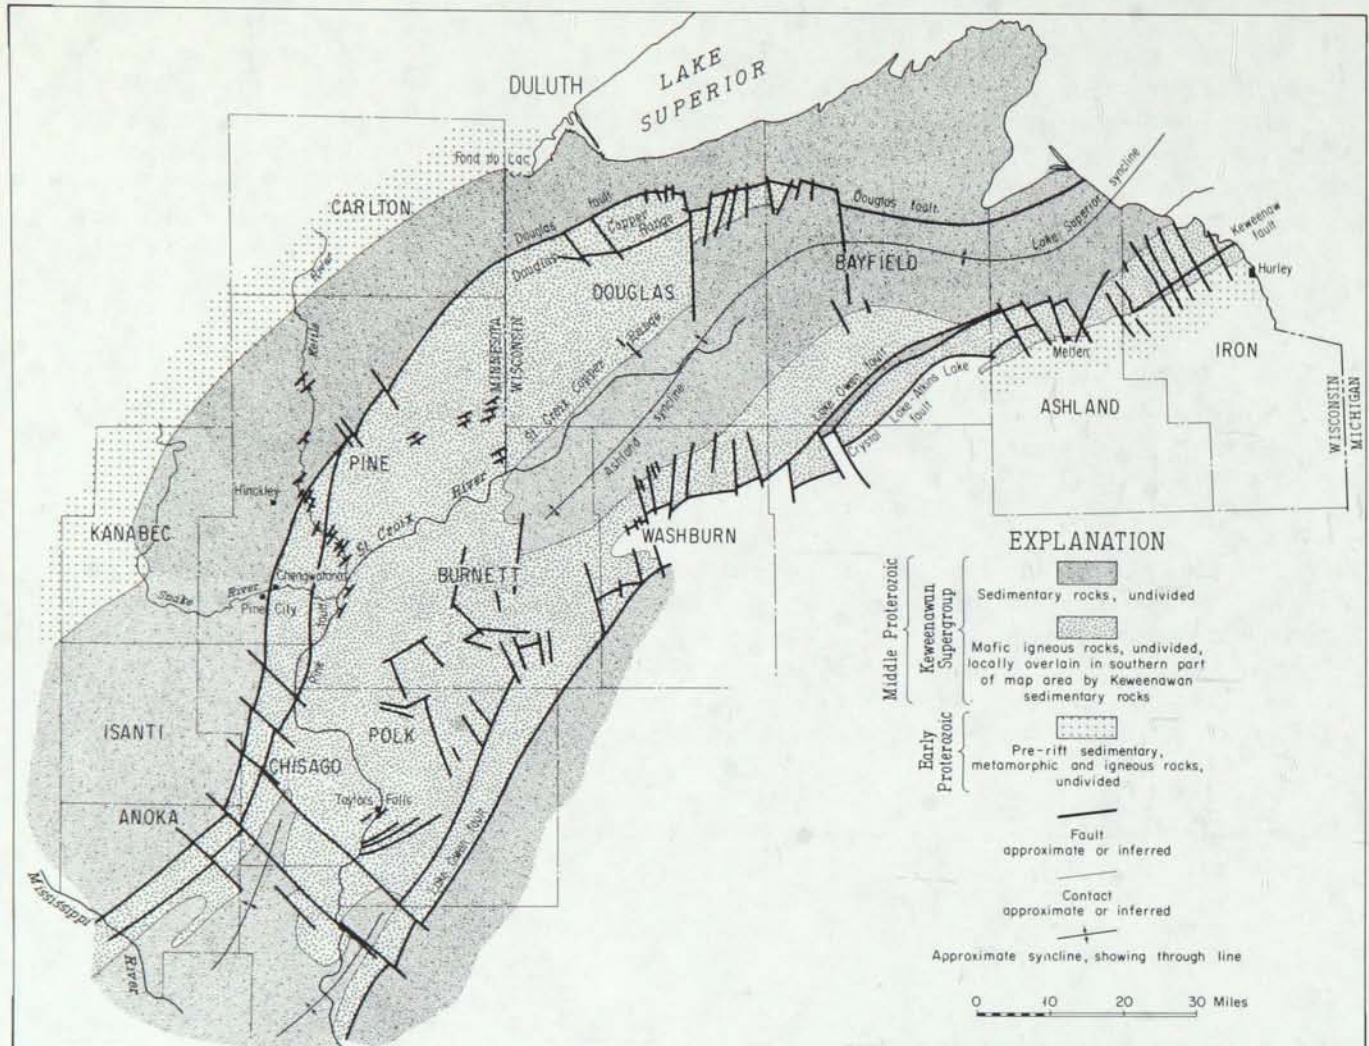 DULUTH
LAKE
SUPERIOR
Fond du Lac
CARLTON
Douglas fault
Copper
Range
Douglas
Douglas fault
Lake Superior syncline
Keweenaw
fault
Hurley
Kettle River
DOUGLAS
BAYFIELD
MINNESOTA
WISCONSIN
St. Croix Copper Range
Mellen
IRON
Lake Owen fault
Lake Atkins Lake
Crystal fault
ASHLAND
WISCONSIN
MICHIGAN
PINE
Ashland syncline
Hinckley
St. Croix River
KANABEC
WASHBURN
Snake River
Chengwatana
Pine City
BURNETT
Pine fault
ISANTI
POLK
CHISAGO
Taylors Falls
ANOKA
Lake Owen fault
Mississippi
River
EXPLANATION
Middle Proterozoic
Keweenawan
Supergroup
Sedimentary rocks, undivided
Mafic igneous rocks, undivided,
locally overlain in southern part
of map area by Keweenawan
sedimentary rocks
Early
Proterozoic
Pre-rift sedimentary,
metamorphic and igneous rocks,
undivided
Fault
approximate or inferred
Contact
approximate or inferred
Approximate syncline, showing through line
0 10 20 30 Miles